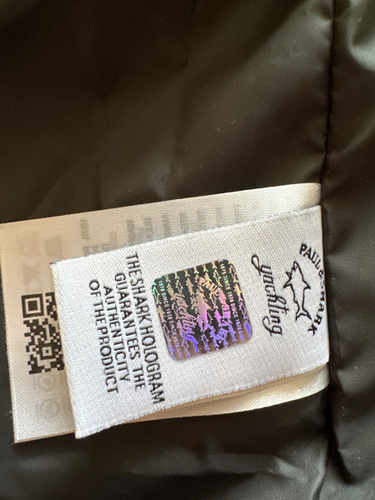 PAUL & SHARK
yachting
THE SHARK HOLOGRAM
GUARANTEES THE
AUTHENTICITY
OF THE PRODUCT